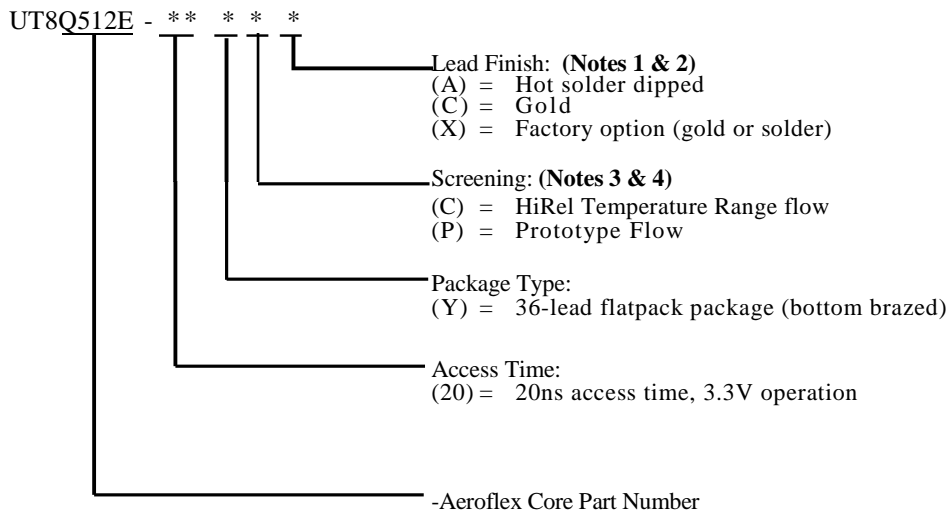 UT8Q512E - ** * * *
Lead Finish: (Notes 1 & 2)
(A) = Hot solder dipped
(C) = Gold
(X) = Factory option (gold or solder)
Screening: (Notes 3 & 4)
(C) = HiRel Temperature Range flow
(P) = Prototype Flow
Package Type:
(Y) = 36-lead flatpack package (bottom brazed)
Access Time:
(20) = 20ns access time, 3.3V operation
-Aeroflex Core Part Number